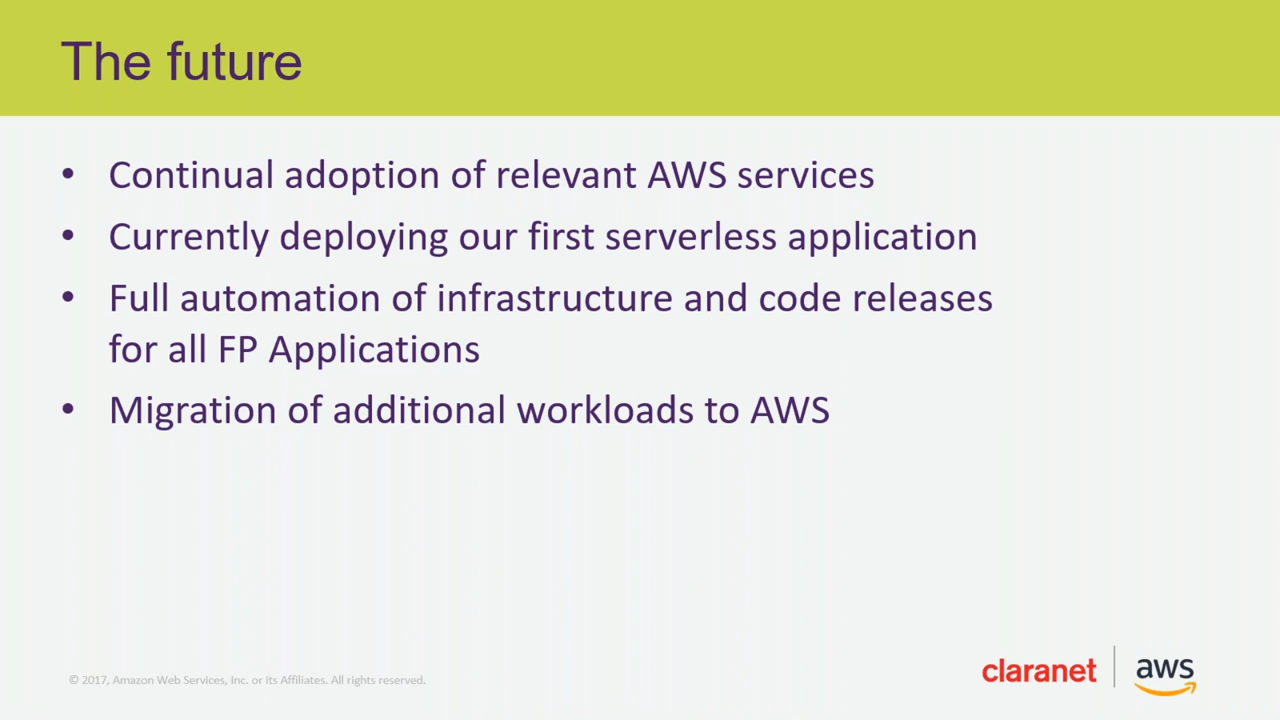 The future
• Continual adoption of relevant AWS services
• Currently deploying our first serverless application
• Full automation of infrastructure and code releases
for all FP Applications
• Migration of additional workloads to AWS
© 2017, Amazon Web Services, Inc. or its Affiliates. All rights reserved.
claranet | aws